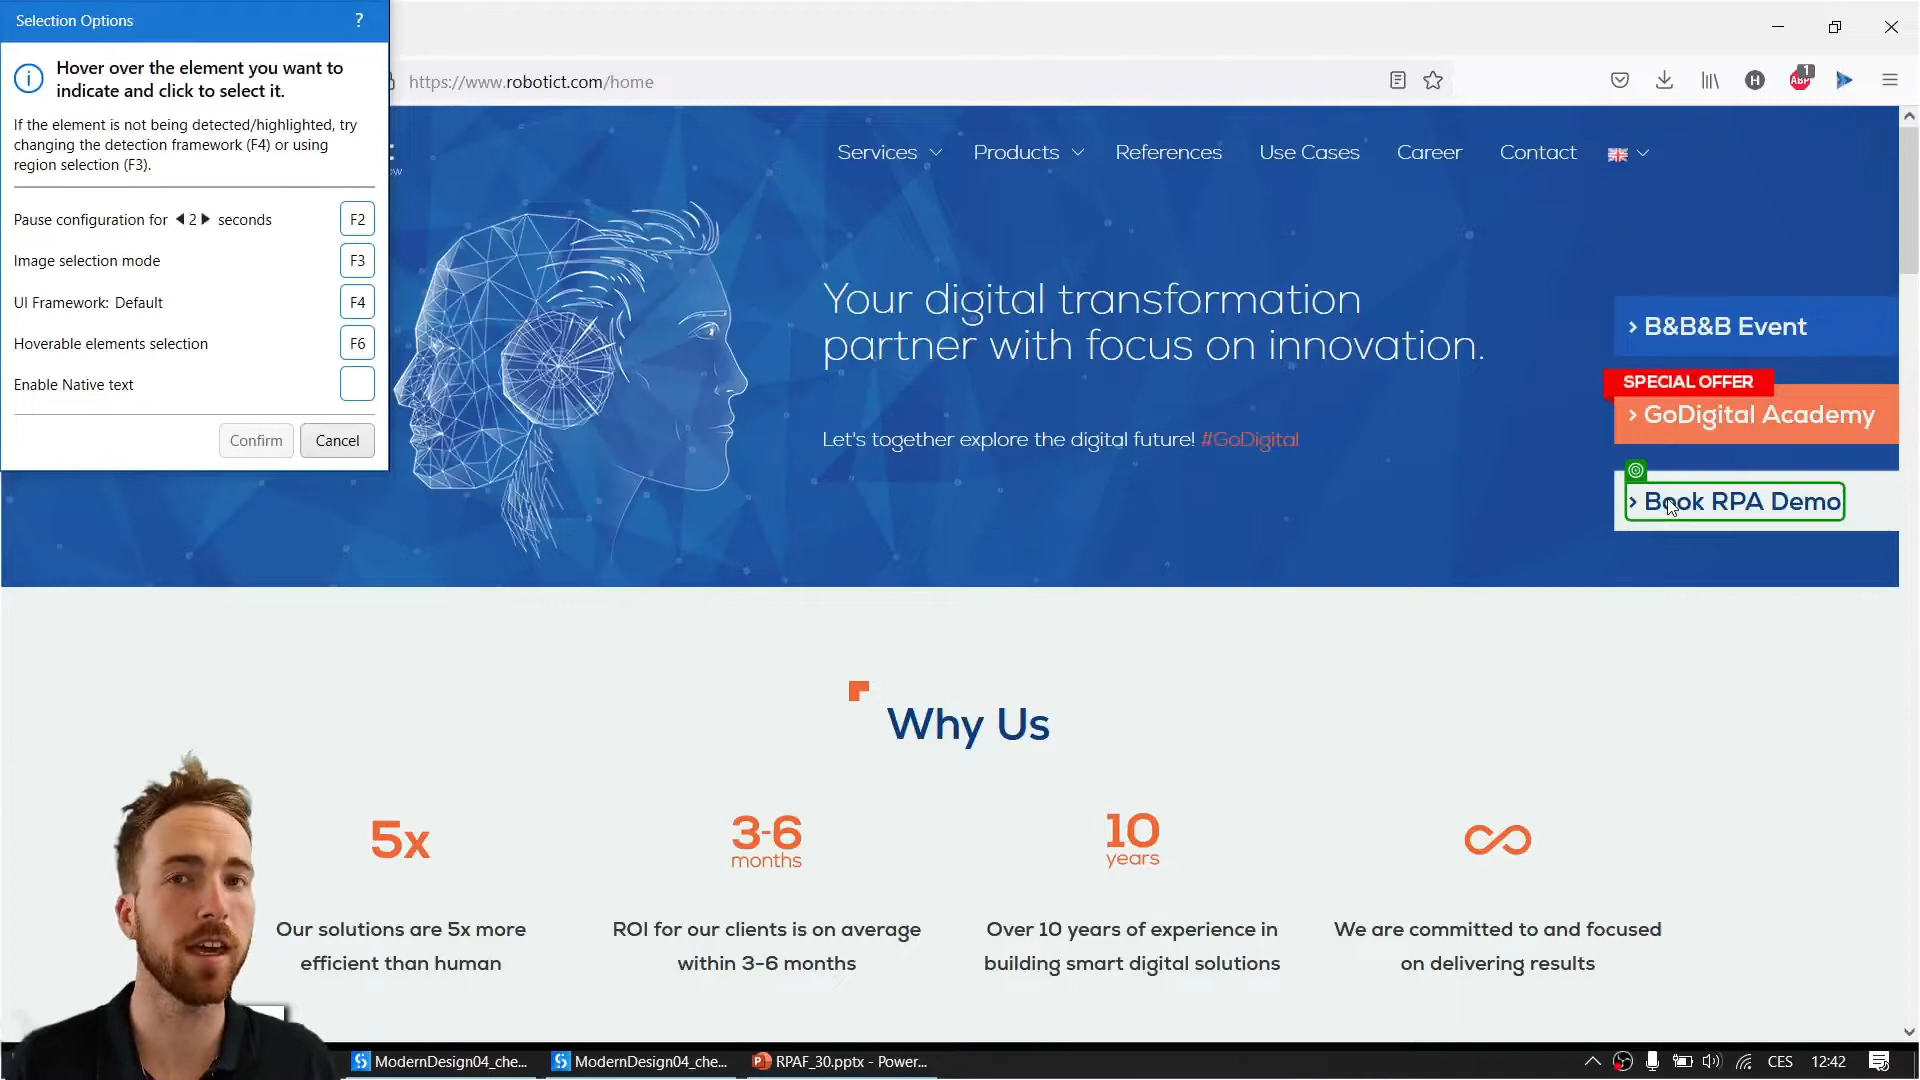 Selection Options ?
Hover over the element you want to
indicate and click to select it.
If the element is not being detected/highlighted, try
changing the detection framework (F4) or using
region selection (F3).
Pause configuration for 2 seconds F2
Image selection mode F3
UI Framework: Default F4
Hoverable elements selection F6
Enable Native text
Confirm Cancel
https://www.robotict.com/home
H ABP 1
Services Products References Use Cases Career Contact
Your digital transformation
partner with focus on innovation.
Let's together explore the digital future! #GoDigital
› B&B&B Event
SPECIAL OFFER
› GoDigital Academy
› Book RPA Demo
Why Us
5x
Our solutions are 5x more
efficient than human
3-6
months
ROI for our clients is on average
within 3-6 months
10
years
Over 10 years of experience in
building smart digital solutions
We are committed to and focused
on delivering results
ModernDesign04_che...
ModernDesign04_che...
RPAF_30.pptx - Power...
CES 12:42